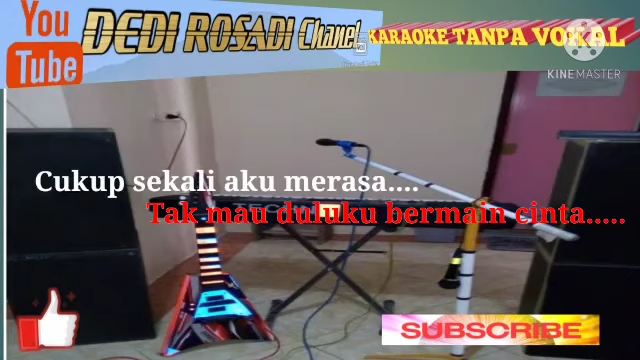 You
Tube
DEDI ROSADI Chanel
KARAOKE TANPA VOKAL
KINEMASTER
Cukup sekali aku merasa....
Tak mau duluku bermain cinta.....
SUBSCRIBE